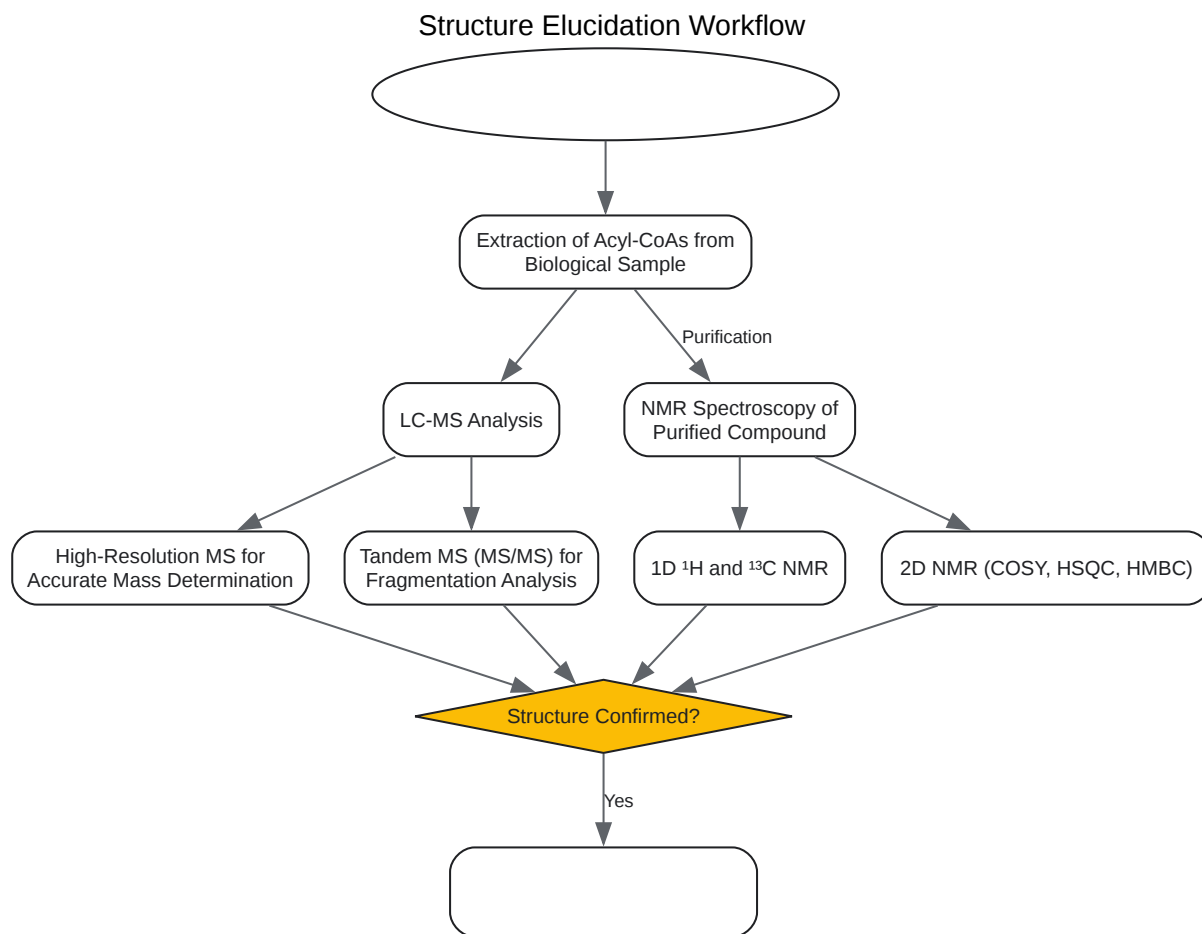 Structure Elucidation Workflow
Extraction of Acyl-CoAs from
Biological Sample
Purification
LC-MS Analysis
NMR Spectroscopy of
Purified Compound
High-Resolution MS for
Accurate Mass Determination
Tandem MS (MS/MS) for
Fragmentation Analysis
1D ¹H and ¹³C NMR
2D NMR (COSY, HSQC, HMBC)
Structure Confirmed?
Yes